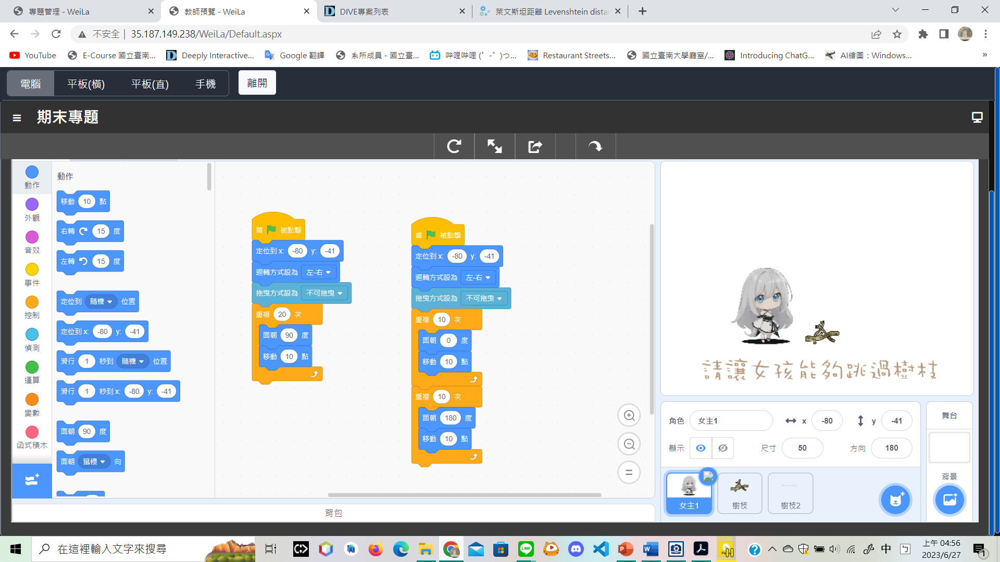 專題管理 - WeiLa
教師預覽 - WeiLa
DIVE專案列表
萊文斯坦距離 Levenshtein dista
不安全
35.187.149.238/WeiLa/Default.aspx
YouTube
E-Course 國立臺南...
Deeply Interactive...
Google 翻譯
系所成員 - 國立臺...
哔哩哔哩 (゜-゜)つ...
Restaurant Streets...
國立臺南大學廳室/...
Introducing ChatG...
AI繪圖：Windows...
»
電腦
平板(橫)
平板(直)
手機
離開
期末專題
動作
外觀
音效
事件
控制
偵測
運算
變數
函式積木
動作
移動 10 點
右轉 15 度
左轉 15 度
定位到 隨機 位置
定位到 x: -80 y: -41
滑行 1 秒到 隨機 位置
滑行 1 秒到 x: -80 y: -41
面朝 90 度
面朝 鼠標 向
當 被點擊
定位到 x: -80 y: -41
迴轉方式設為 左-右
拖曳方式設為 不可拖曳
重複 20 次
面朝 90 度
移動 10 點
當 被點擊
定位到 x: -80 y: -41
迴轉方式設為 左-右
拖曳方式設為 不可拖曳
重複 10 次
面朝 0 度
移動 10 點
重複 10 次
面朝 180 度
移動 10 點
背包
請讓女孩能夠跳過樹枝
角色 女主1 x -80 y -41
顯示 尺寸 50 方向 180
女主1
樹枝
樹枝2
舞台
背景
在這裡輸入文字來搜尋
中
上午 04:56
2023/6/27
1